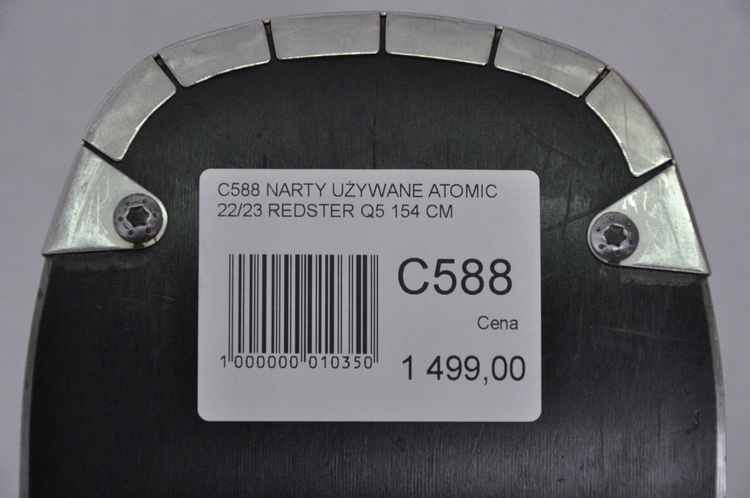 C588 NARTY UŻYWANE ATOMIC
22/23 REDSTER Q5 154 CM
C588
Cena
1 000000 010350
1 499,00